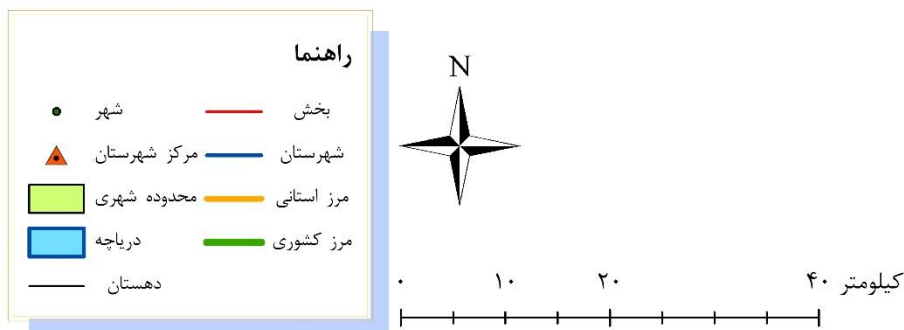 راهنما
بخش
شهر
شهرستان
مرکز شهرستان
مرز استانی
محدوده شهری
مرز کشوری
دریاچه
دهستان
N
۰ ۱۰ ۲۰ ۴۰ کیلومتر